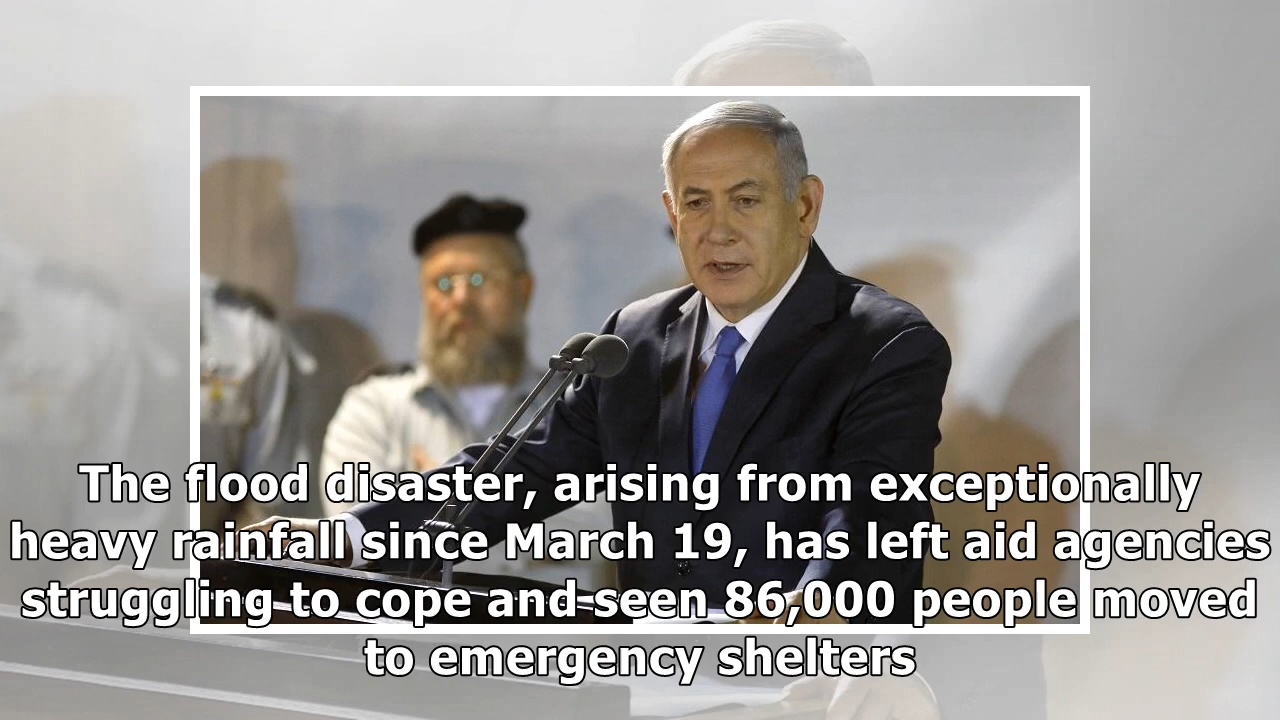 The flood disaster, arising from exceptionally
heavy rainfall since March 19, has left aid agencies
struggling to cope and seen 86,000 people moved
to emergency shelters